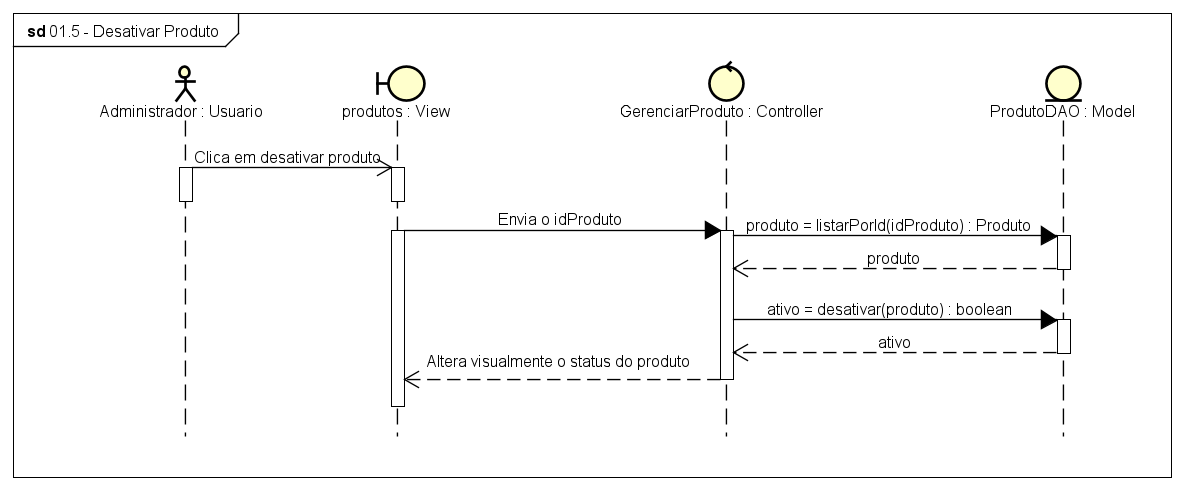 sd 01.5 - Desativar Produto
Administrador : Usuario
produtos : View
GerenciarProduto : Controller
ProdutoDAO : Model
Clica em desativar produto
Envia o idProduto
produto = listarPorId(idProduto) : Produto
produto
ativo = desativar(produto) : boolean
ativo
Altera visualmente o status do produto